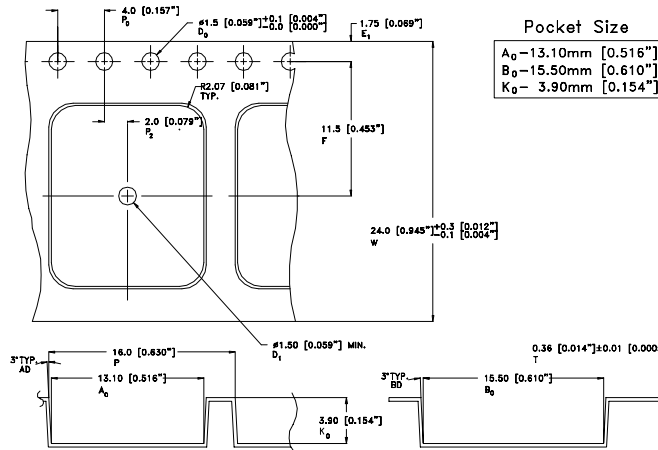 4.0 [0.157"]
P₀
ø1.5 [0.059"]+0.1 [0.004"]
-0.0 [0.000"]
D₀
1.75 [0.069"]
E₁
Pocket Size
A₀-13.10mm [0.516"]
B₀-15.50mm [0.610"]
K₀- 3.90mm [0.154"]
R2.07 [0.081"]
TYP.
2.0 [0.079"]
P₂
11.5 [0.453"]
F
24.0 [0.945"]+0.3 [0.012"]
-0.1 [0.004"]
W
ø1.50 [0.059"] MIN.
D₁
16.0 [0.630"]
P
3° TYP.
AD
13.10 [0.516"]
A₀
3.90 [0.154"]
K₀
3° TYP.
BD
15.50 [0.610"]
B₀
0.36 [0.014"]±0.01 [0.000
T